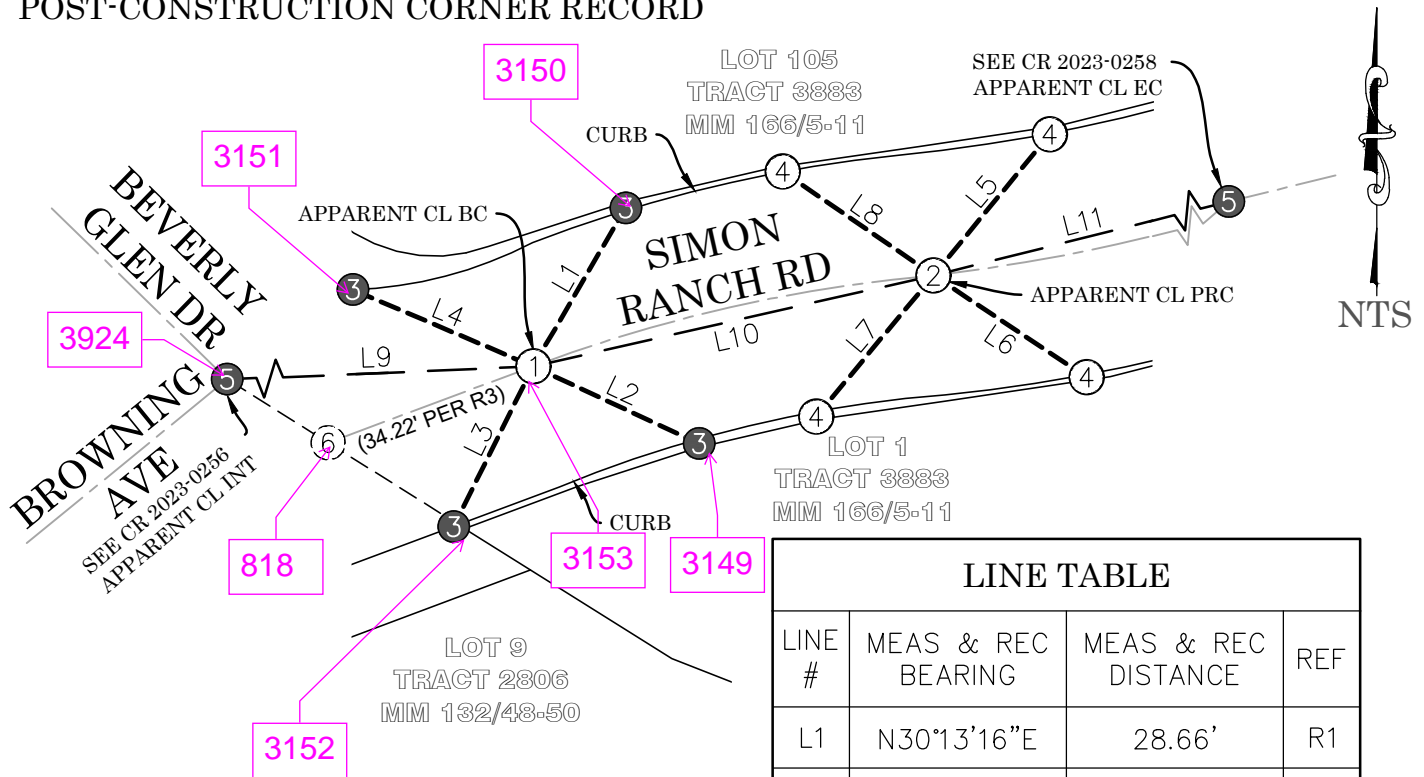 POST-CONSTRUCTION CORNER RECORD
3150
LOT 105
TRACT 3883
MM 166/5-11
SEE CR 2023-0258
APPARENT CL EC
CURB
3151
3
4
4
5
BEVERLY
GLEN DR
APPARENT CL BC
L1
SIMON
RANCH RD
L8
L5
L11
3
L4
2
APPARENT CL PRC
NTS
3924
5
L9
1
L10
L7
L6
4
BROWNING
AVE
SEE CR 2023-0256
APPARENT CL INT
6
(34.22' PER R3)
L3
L2
3
4
LOT 1
TRACT 3883
MM 166/5-11
3
CURB
818
3153
3149
LOT 9
TRACT 2806
MM 132/48-50
3152
LINE TABLE
LINE #
MEAS & REC BEARING
MEAS & REC DISTANCE
REF
L1 N30°13'16"E 28.66' R1